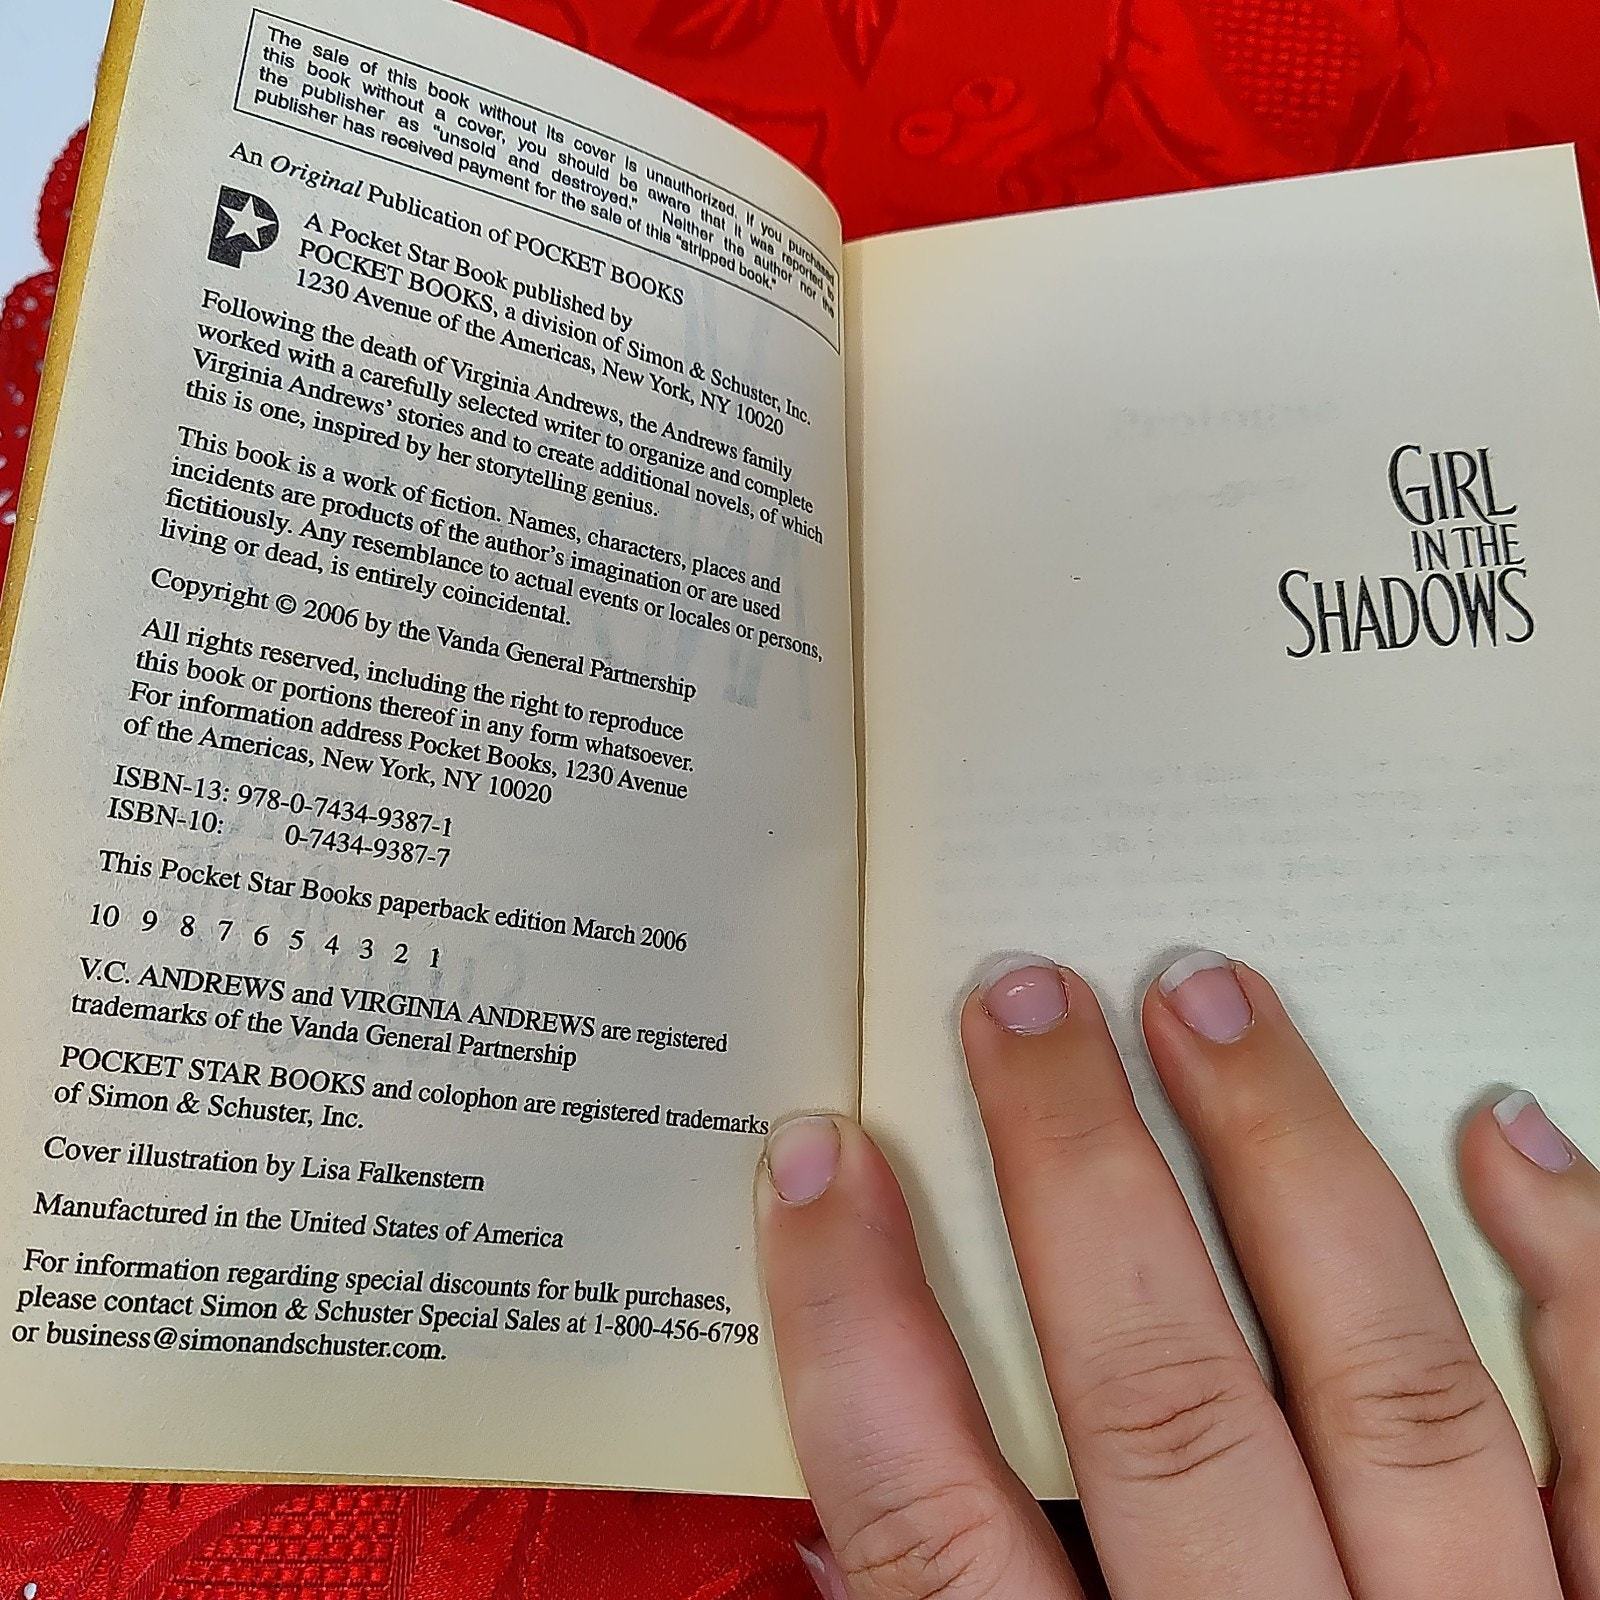 The sale of this book without its cover is unauthorized. If you purchased
this book without a cover, you should be aware that it was reported to
the publisher as "unsold and destroyed." Neither the author nor the
publisher has received payment for the sale of this "stripped book."
An Original Publication of POCKET BOOKS
A Pocket Star Book published by
POCKET BOOKS, a division of Simon & Schuster, Inc.
1230 Avenue of the Americas, New York, NY 10020
Following the death of Virginia Andrews, the Andrews family
worked with a carefully selected writer to organize and complete
Virginia Andrews' stories and to create additional novels, of which
this is one, inspired by her storytelling genius.
This book is a work of fiction. Names, characters, places and
incidents are products of the author's imagination or are used
fictitiously. Any resemblance to actual events or locales or persons,
living or dead, is entirely coincidental.
Copyright © 2006 by the Vanda General Partnership
All rights reserved, including the right to reproduce
this book or portions thereof in any form whatsoever.
For information address Pocket Books, 1230 Avenue
of the Americas, New York, NY 10020
ISBN-13: 978-0-7434-9387-1
ISBN-10: 0-7434-9387-7
This Pocket Star Books paperback edition March 2006
10 9 8 7 6 5 4 3 2 1
V.C. ANDREWS and VIRGINIA ANDREWS are registered
trademarks of the Vanda General Partnership
POCKET STAR BOOKS and colophon are registered trademarks
of Simon & Schuster, Inc.
Cover illustration by Lisa Falkenstern
Manufactured in the United States of America
For information regarding special discounts for bulk purchases,
please contact Simon & Schuster Special Sales at 1-800-456-6798
or business@simonandschuster.com.
GIRL
IN THE
SHADOWS